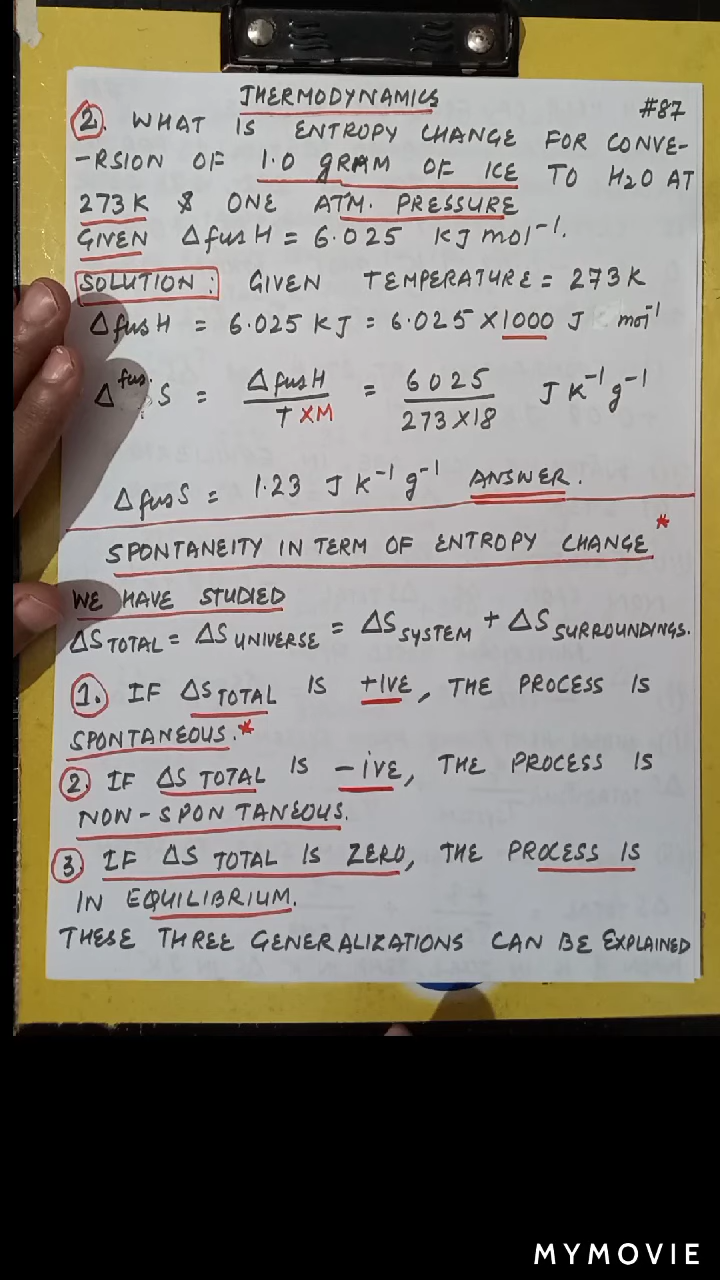 THERMODYNAMICS
#87
2. WHAT IS ENTROPY CHANGE FOR CONVE-
-RSION OF 1.0 gRAM OF ICE TO H2O AT
273K & ONE ATM. PRESSURE
GIVEN ΔfusH = 6.025 KJ mol⁻¹.
SOLUTION: GIVEN TEMPERATURE = 273K
ΔfusH = 6.025 KJ = 6.025 X 1000 J mol⁻¹
Δfus.S = ΔfusH / T XM = 6025 / 273 X 18 J K⁻¹ g⁻¹
ΔfusS = 1.23 J K⁻¹ g⁻¹ ANSWER.
SPONTANEITY IN TERM OF ENTROPY CHANGE*
WE HAVE STUDIED
ΔS TOTAL = ΔS UNIVERSE = ΔS SYSTEM + ΔS SURROUNDINGS.
1. IF ΔS TOTAL IS +IVE, THE PROCESS IS
SPONTANEOUS.*
2. IF ΔS TOTAL IS -IVE, THE PROCESS IS
NON-SPONTANEOUS.
3 IF ΔS TOTAL IS ZERO, THE PROCESS IS
IN EQUILIBRIUM.
THESE THREE GENERALIZATIONS CAN BE EXPLAINED
MYMOVIE